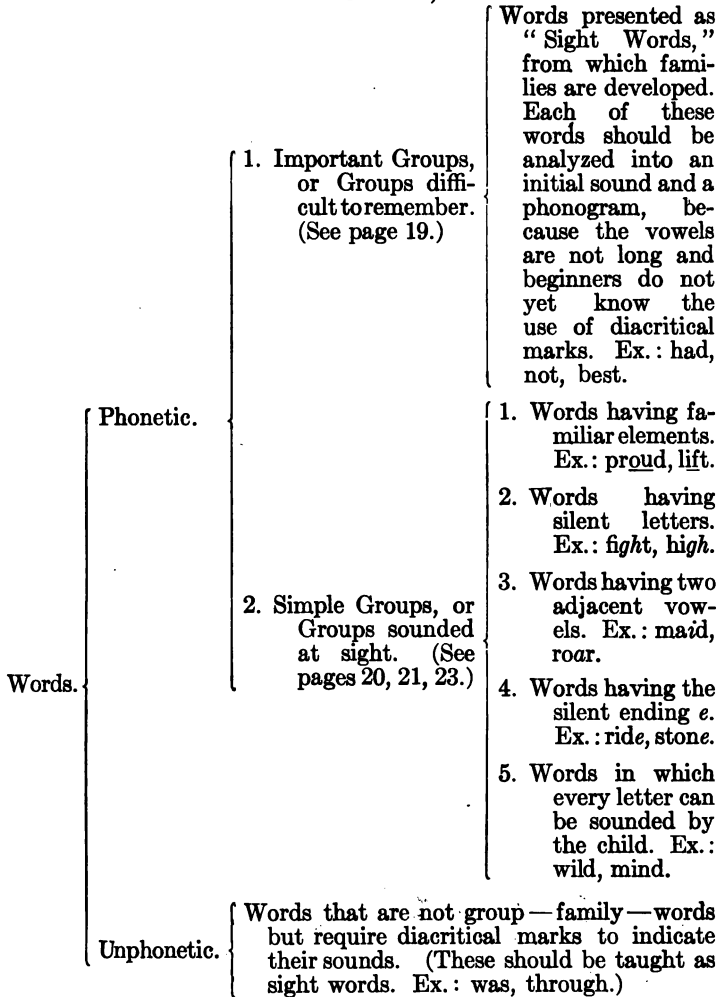 Words presented as
"Sight Words,"
from which fami-
lies are developed.
Each of these
words should be
analyzed into an
initial sound and a
phonogram, be-
cause the vowels
are not long and
beginners do not
yet know the
use of diacritical
marks. Ex.: had,
not, best.
1. Important Groups,
or Groups diffi-
cult to remember.
(See page 19.)
Phonetic.
1. Words having fa-
miliar elements.
Ex.: proud, lift.
2. Words having
silent letters.
Ex.: fight, high.
3. Words having two
adjacent vow-
els. Ex.: maid,
roar.
4. Words having the
silent ending e.
Ex.: ride, stone.
5. Words in which
every letter can
be sounded by
the child. Ex.:
wild, mind.
2. Simple Groups, or
Groups sounded
at sight. (See
pages 20, 21, 23.)
Words.
Unphonetic.
Words that are not group—family—words
but require diacritical marks to indicate
their sounds. (These should be taught as
sight words. Ex.: was, through.)